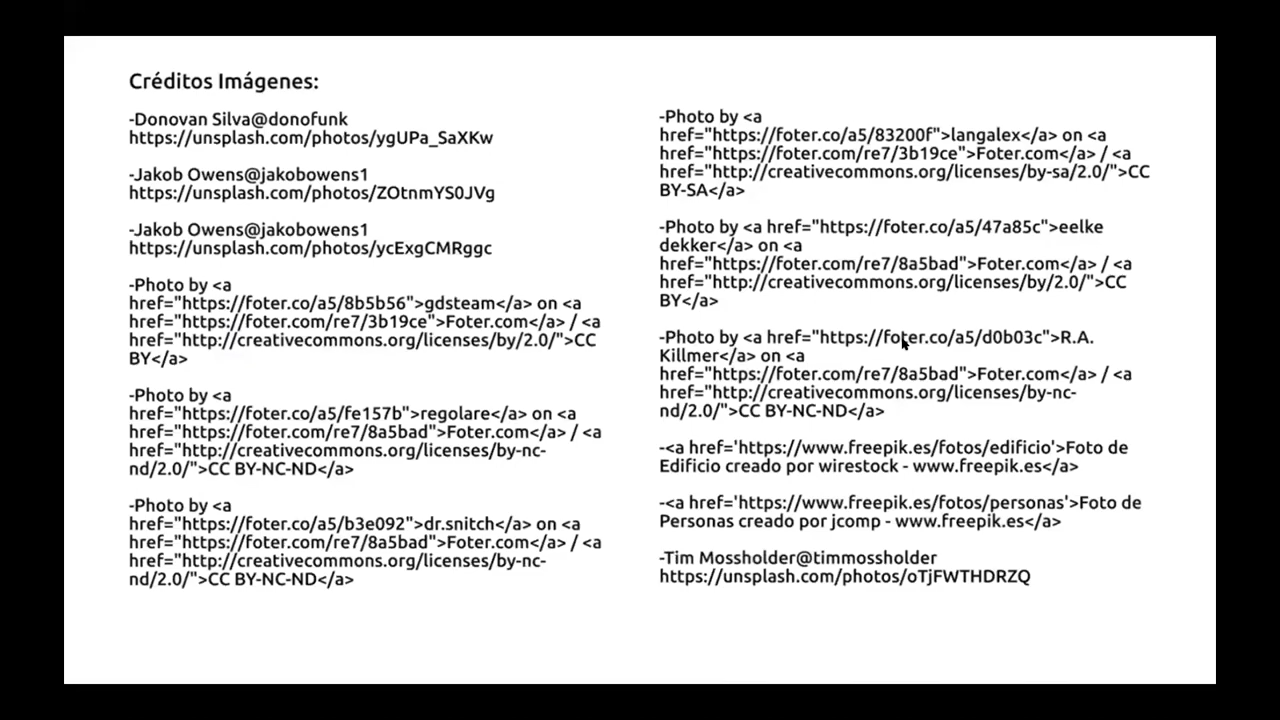 Créditos Imágenes:
-Donovan Silva@donofunk
https://unsplash.com/photos/ygUPa_SaXKw
-Jakob Owens@jakobowens1
https://unsplash.com/photos/ZOtnmYS0JVg
-Jakob Owens@jakobowens1
https://unsplash.com/photos/ycExgCMRggc
-Photo by <a
href="https://foter.co/a5/8b5b56">gdsteam</a> on <a
href="https://foter.com/re7/3b19ce">Foter.com</a> / <a
href="http://creativecommons.org/licenses/by/2.0/">CC
BY</a>
-Photo by <a
href="https://foter.co/a5/fe157b">regolare</a> on <a
href="https://foter.com/re7/8a5bad">Foter.com</a> / <a
href="http://creativecommons.org/licenses/by-nc-
nd/2.0/">CC BY-NC-ND</a>
-Photo by <a
href="https://foter.co/a5/b3e092">dr.snitch</a> on <a
href="https://foter.com/re7/8a5bad">Foter.com</a> / <a
href="http://creativecommons.org/licenses/by-nc-
nd/2.0/">CC BY-NC-ND</a>
-Photo by <a
href="https://foter.co/a5/83200f">langalex</a> on <a
href="https://foter.com/re7/3b19ce">Foter.com</a> / <a
href="http://creativecommons.org/licenses/by-sa/2.0/">CC
BY-SA</a>
-Photo by <a href="https://foter.co/a5/47a85c">eelke
dekker</a> on <a
href="https://foter.com/re7/8a5bad">Foter.com</a> / <a
href="http://creativecommons.org/licenses/by/2.0/">CC
BY</a>
-Photo by <a href="https://foter.co/a5/d0b03c">R.A.
Killmer</a> on <a
href="https://foter.com/re7/8a5bad">Foter.com</a> / <a
href="http://creativecommons.org/licenses/by-nc-
nd/2.0/">CC BY-NC-ND</a>
-<a href='https://www.freepik.es/fotos/edificio'>Foto de
Edificio creado por wirestock - www.freepik.es</a>
-<a href='https://www.freepik.es/fotos/personas'>Foto de
Personas creado por jcomp - www.freepik.es</a>
-Tim Mossholder@timmossholder
https://unsplash.com/photos/oTjFWTHDRZQ